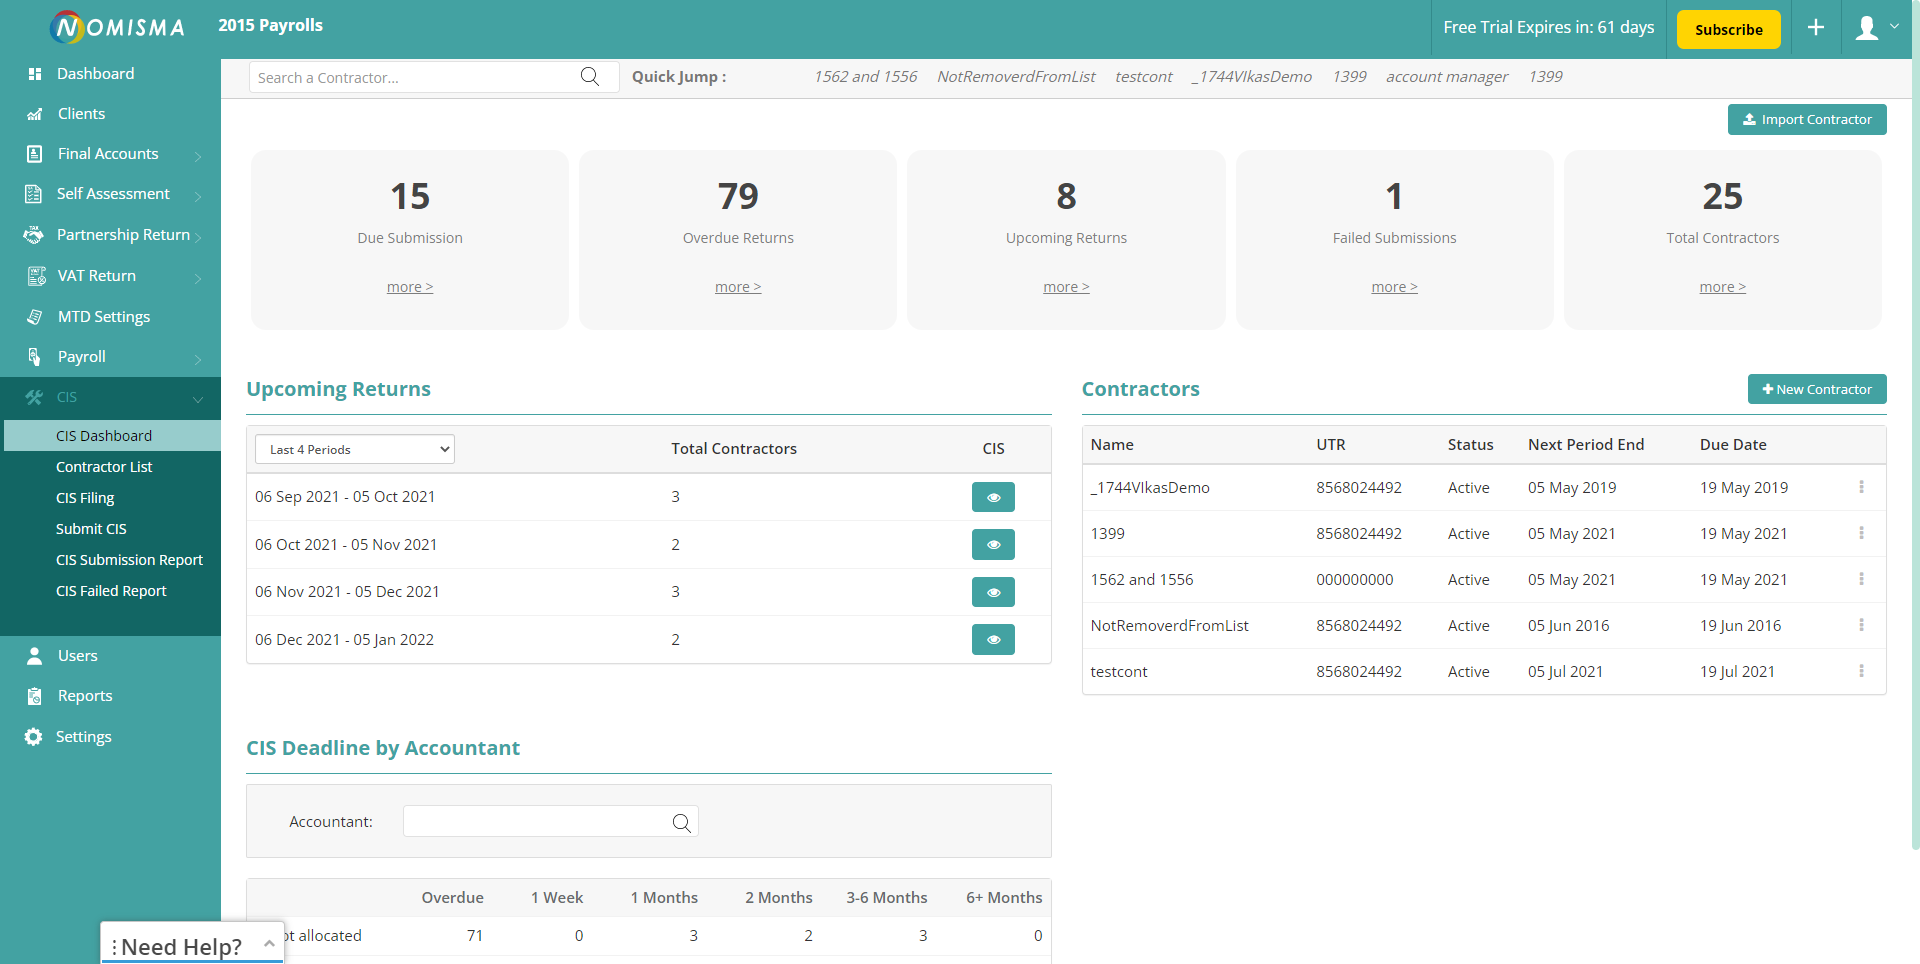 NOMISMA
2015 Payrolls
Free Trial Expires in: 61 days
Subscribe
Dashboard
Clients
Final Accounts
Self Assessment
Partnership Return
VAT Return
MTD Settings
Payroll
CIS
CIS Dashboard
Contractor List
CIS Filing
Submit CIS
CIS Submission Report
CIS Failed Report
Users
Reports
Settings
Search a Contractor...
Quick Jump : 1562 and 1556 NotRemoverdFromList testcont _1744VIkasDemo 1399 account manager 1399
Import Contractor
15
Due Submission
more >
79
Overdue Returns
more >
8
Upcoming Returns
more >
1
Failed Submissions
more >
25
Total Contractors
more >
Upcoming Returns
Last 4 Periods Total Contractors CIS
06 Sep 2021 - 05 Oct 2021 3
06 Oct 2021 - 05 Nov 2021 2
06 Nov 2021 - 05 Dec 2021 3
06 Dec 2021 - 05 Jan 2022 2
Contractors
New Contractor
Name UTR Status Next Period End Due Date
_1744VIkasDemo 8568024492 Active 05 May 2019 19 May 2019
1399 8568024492 Active 05 May 2021 19 May 2021
1562 and 1556 000000000 Active 05 May 2021 19 May 2021
NotRemoverdFromList 8568024492 Active 05 Jun 2016 19 Jun 2016
testcont 8568024492 Active 05 Jul 2021 19 Jul 2021
CIS Deadline by Accountant
Accountant:
Overdue 1 Week 1 Months 2 Months 3-6 Months 6+ Months
ot allocated 71 0 3 2 3 0
Need Help?